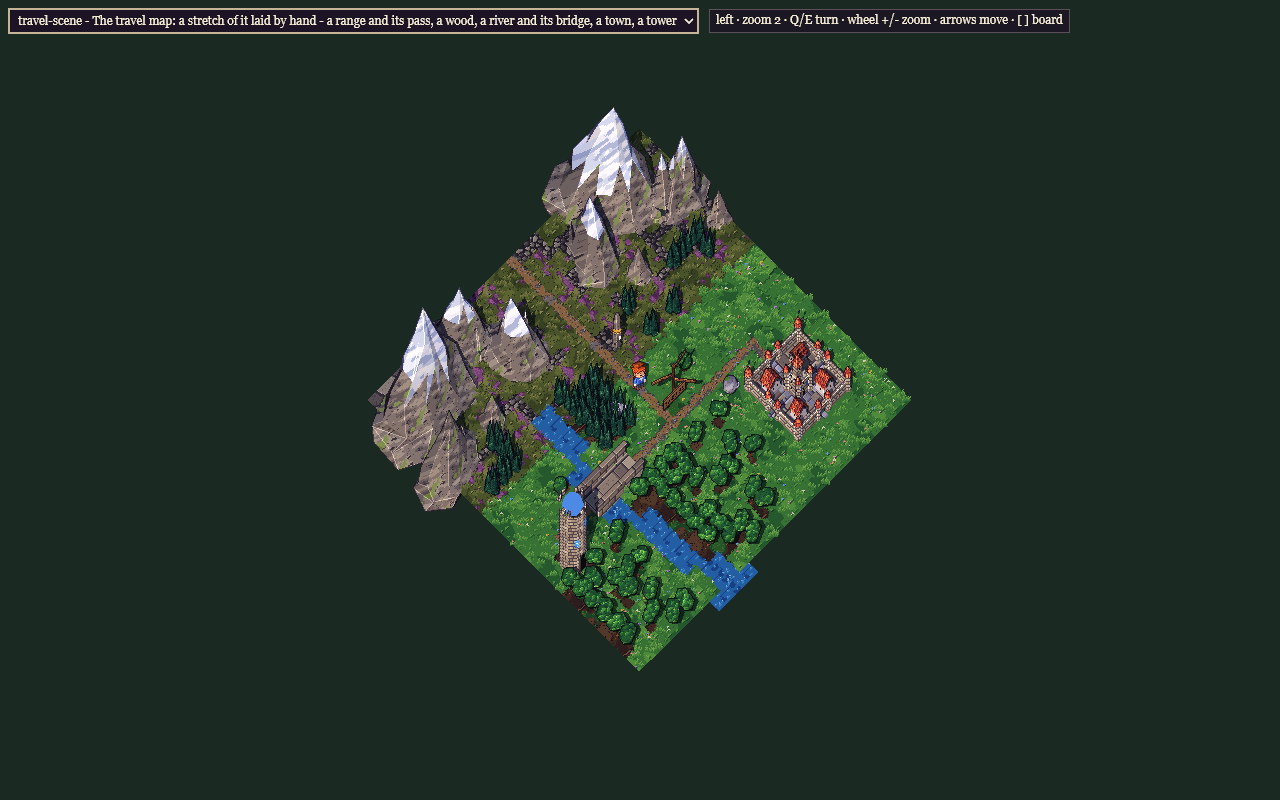 travel-scene - The travel map: a stretch of it laid by hand - a range and its pass, a wood, a river and its bridge, a town, a tower
left · zoom 2 · Q/E turn · wheel +/- zoom · arrows move · [ ] board